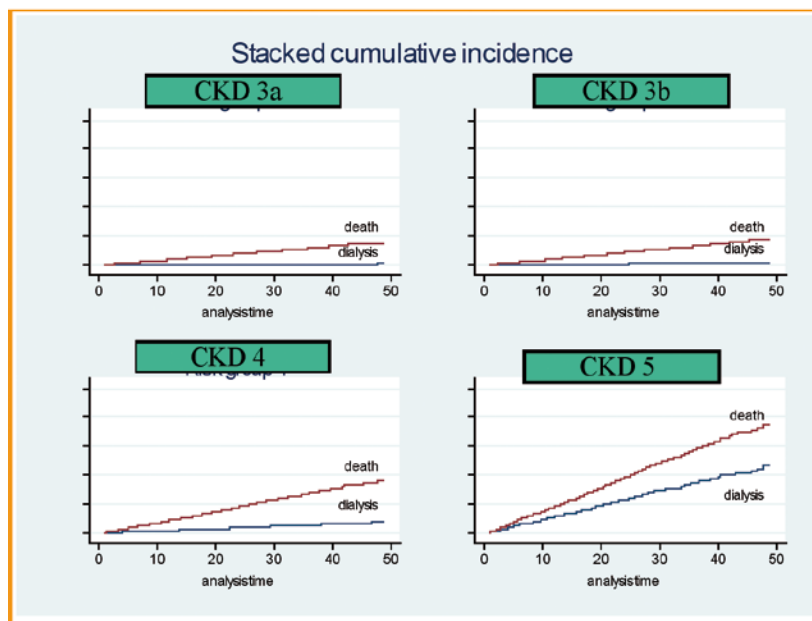 Stacked cumulative incidence
CKD 3a
CKD 3b
death
dialysis
0 10 20 30 40 50
analysistime
death
dialysis
0 10 20 30 40 50
analysistime
CKD 4
CKD 5
death
dialysis
0 10 20 30 40 50
analysistime
death
dialysis
0 10 20 30 40 50
analysistime